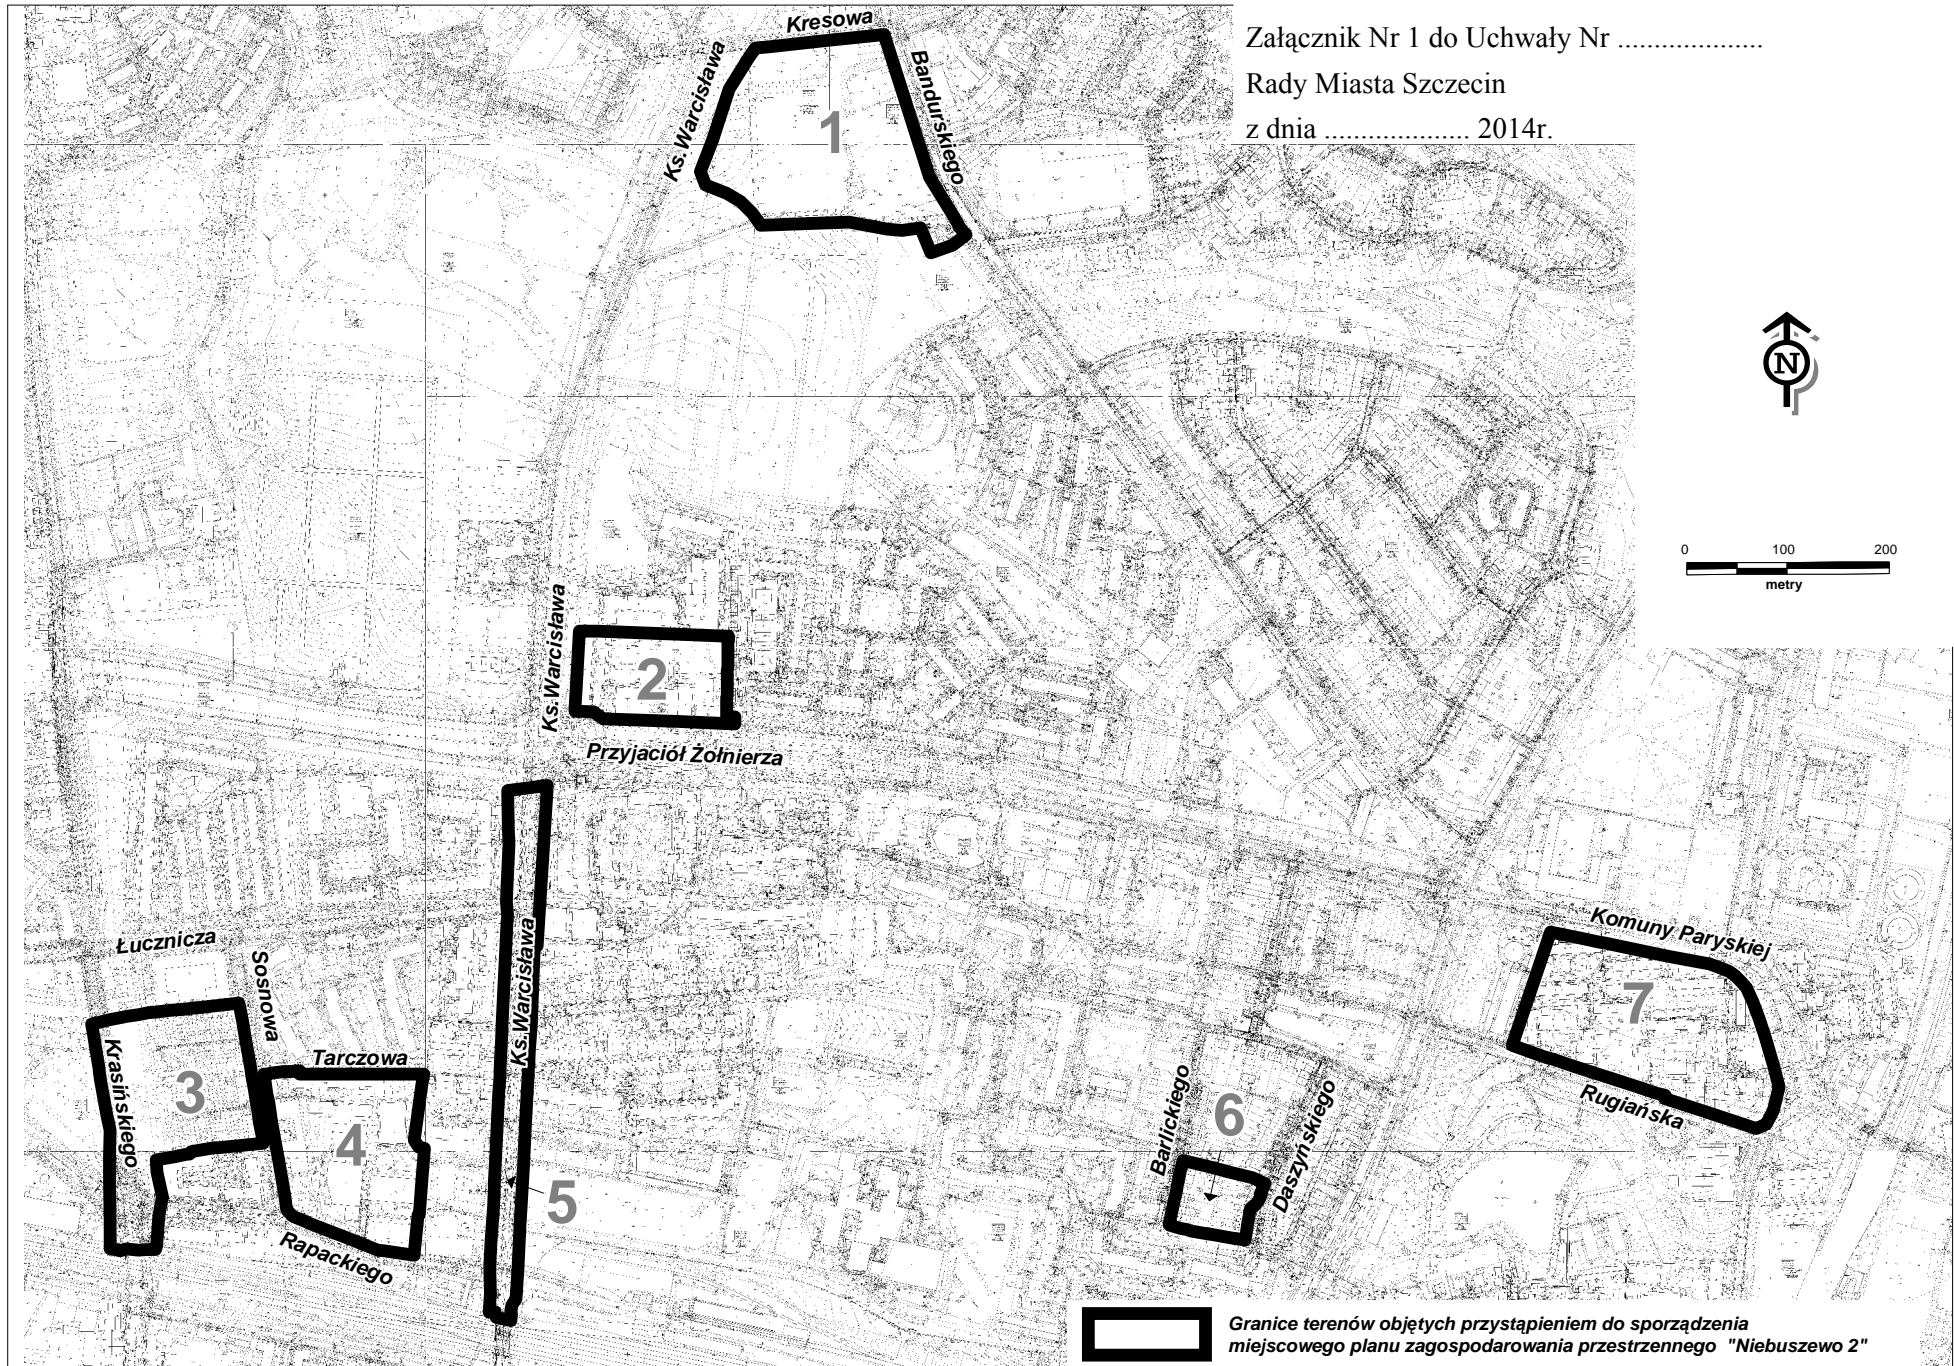 Załącznik Nr 1 do Uchwały Nr ....................
Rady Miasta Szczecin
z dnia .................... 2014r.
Kresowa
Ks.Warcisława
Bandurskiego
1
N
0 100 200
metry
Ks.Warcisława
2
Przyjaciół Żołnierza
Łucznicza
Sosnowa
Ks.Warcisława
Komuny Paryskiej
7
Rugiańska
Tarczowa
Krasińskiego
3
4
5
Rapackiego
Barlickiego
6
Daszyńskiego
Granice terenów objętych przystąpieniem do sporządzenia
miejscowego planu zagospodarowania przestrzennego "Niebuszewo 2"